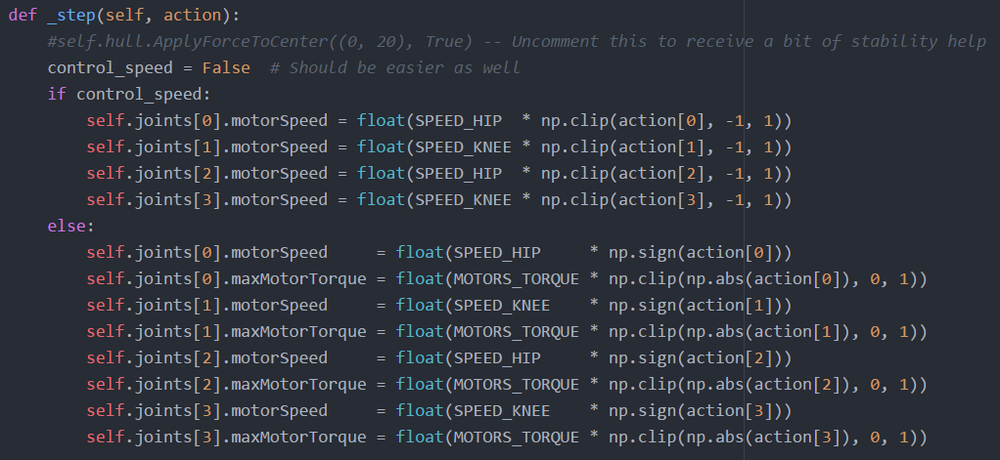 def _step(self, action):
    #self.hull.ApplyForceToCenter((0, 20), True) -- Uncomment this to receive a bit of stability help
    control_speed = False  # Should be easier as well
    if control_speed:
        self.joints[0].motorSpeed = float(SPEED_HIP  * np.clip(action[0], -1, 1))
        self.joints[1].motorSpeed = float(SPEED_KNEE * np.clip(action[1], -1, 1))
        self.joints[2].motorSpeed = float(SPEED_HIP  * np.clip(action[2], -1, 1))
        self.joints[3].motorSpeed = float(SPEED_KNEE * np.clip(action[3], -1, 1))
    else:
        self.joints[0].motorSpeed     = float(SPEED_HIP     * np.sign(action[0]))
        self.joints[0].maxMotorTorque = float(MOTORS_TORQUE * np.clip(np.abs(action[0]), 0, 1))
        self.joints[1].motorSpeed     = float(SPEED_KNEE    * np.sign(action[1]))
        self.joints[1].maxMotorTorque = float(MOTORS_TORQUE * np.clip(np.abs(action[1]), 0, 1))
        self.joints[2].motorSpeed     = float(SPEED_HIP     * np.sign(action[2]))
        self.joints[2].maxMotorTorque = float(MOTORS_TORQUE * np.clip(np.abs(action[2]), 0, 1))
        self.joints[3].motorSpeed     = float(SPEED_KNEE    * np.sign(action[3]))
        self.joints[3].maxMotorTorque = float(MOTORS_TORQUE * np.clip(np.abs(action[3]), 0, 1))